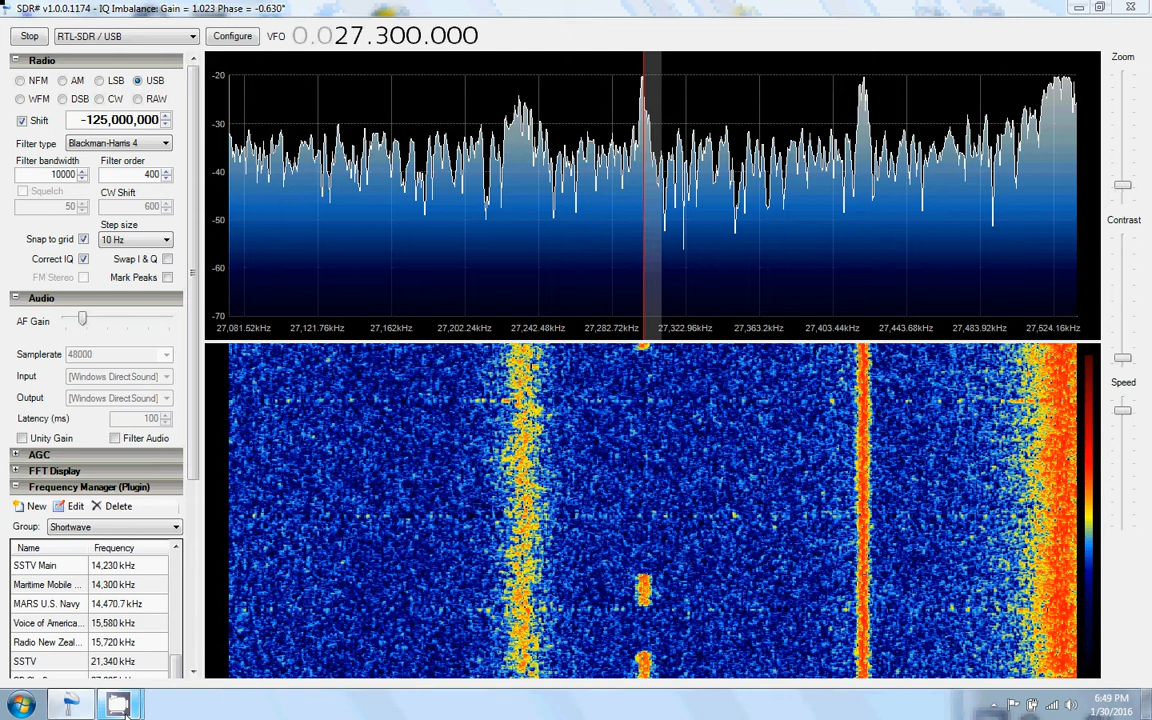 SDR# v1.0.0.1174 - IQ Imbalance: Gain = 1.023 Phase = -0.630°
Stop RTL-SDR / USB Configure VFO 0.027.300.000
Radio
NFM AM LSB USB
WFM DSB CW RAW
Shift -125,000,000
Filter type Blackman-Harris 4
Filter bandwidth Filter order
10000 400
Squelch CW Shift
50 600
Step size
Snap to grid 10 Hz
Correct IQ Swap I & Q
FM Stereo Mark Peaks
Audio
AF Gain
Samplerate 48000
Input [Windows DirectSound]
Output [Windows DirectSound]
Latency (ms) 100
Unity Gain Filter Audio
AGC
FFT Display
Frequency Manager (Plugin)
New Edit Delete
Group: Shortwave
Name Frequency
SSTV Main 14,230 kHz
Maritime Mobile ... 14,300 kHz
MARS U.S. Navy 14,470.7 kHz
Voice of America... 15,580 kHz
Radio New Zeal... 15,720 kHz
SSTV 21,340 kHz
-20
-30
-40
-50
-60
-70
27,081.52kHz 27,121.76kHz 27,162kHz 27,202.24kHz 27,242.48kHz 27,282.72kHz 27,322.96kHz 27,363.2kHz 27,403.44kHz 27,443.68kHz 27,483.92kHz 27,524.16kHz
Zoom
Contrast
Speed
6:49 PM
1/30/2016